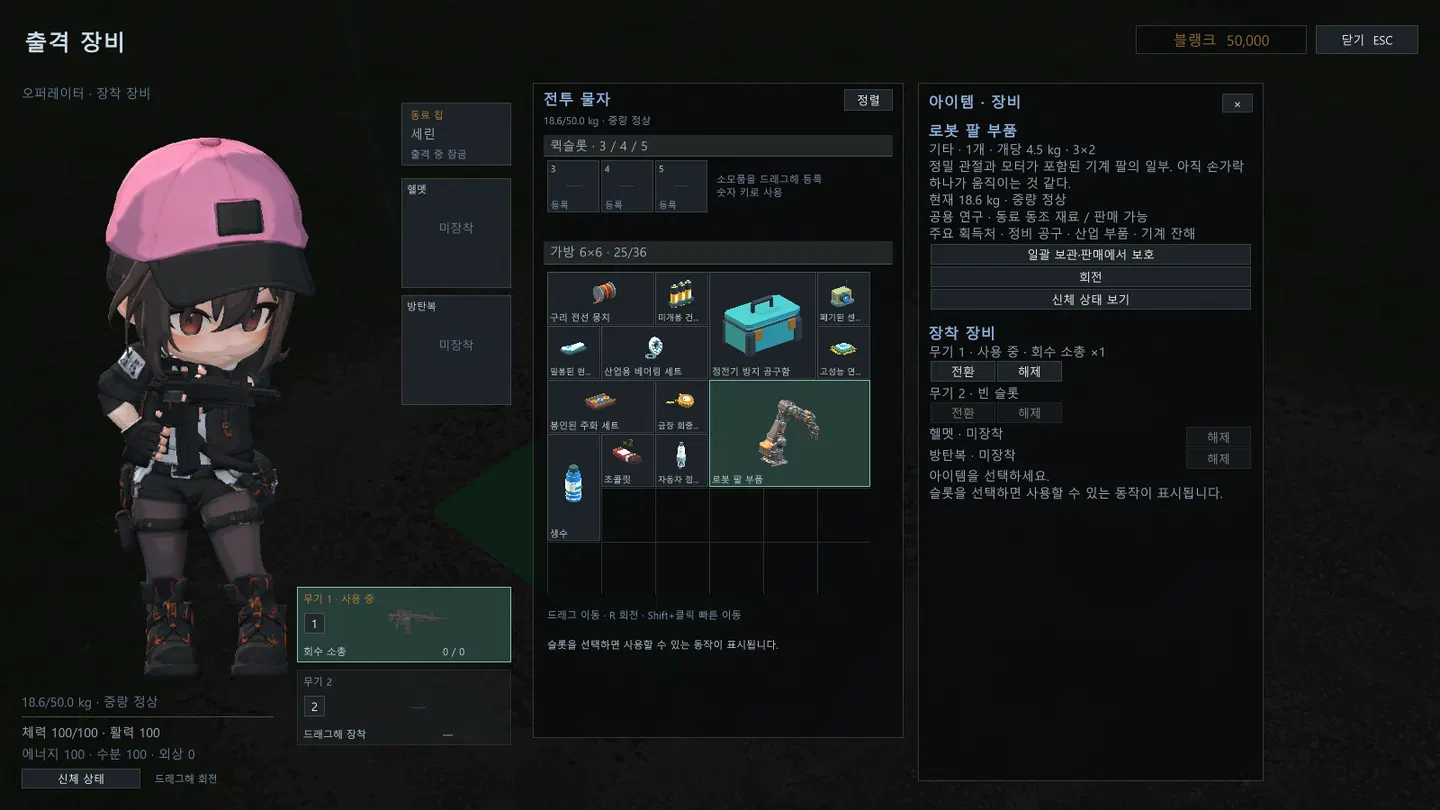 출격 장비
블랭크 50,000
닫기 ESC
오퍼레이터 · 장착 장비
동료 칩
세린
출격 중 잠금
헬멧
미장착
방탄복
미장착
무기 1 · 사용 중
1
회수 소총
0 / 0
무기 2
2
—
드래그해 장착
—
18.6/50.0 kg · 중량 정상
체력 100/100 · 활력 100
에너지 100 · 수분 100 · 외상 0
신체 상태
드래그해 회전
전투 물자
정렬
18.6/50.0 kg · 중량 정상
퀵슬롯 · 3 / 4 / 5
3
—
등록
4
—
등록
5
—
등록
소모품을 드래그해 등록
숫자 키로 사용
가방 6×6 · 25/36
구리 전선 뭉치
미개봉 건...
정전기 방지 공구함
폐기된 센...
밀봉된 현...
산업용 베어링 세트
고성능 연...
봉인된 주화 세트
금장 회중...
로봇 팔 부품
생수
×2
초콜릿
자동차 점...
드래그 이동 · R 회전 · Shift+클릭 빠른 이동
슬롯을 선택하면 사용할 수 있는 동작이 표시됩니다.
아이템 · 장비
×
로봇 팔 부품
기타 · 1개 · 개당 4.5 kg · 3×2
정밀 관절과 모터가 포함된 기계 팔의 일부. 아직 손가락
하나가 움직이는 것 같다.
현재 18.6 kg · 중량 정상
공용 연구 · 동료 동조 재료 / 판매 가능
주요 획득처 · 정비 공구 · 산업 부품 · 기계 잔해
일괄 보관·판매에서 보호
회전
신체 상태 보기
장착 장비
무기 1 · 사용 중 · 회수 소총 ×1
전환
해제
무기 2 · 빈 슬롯
전환
해제
헬멧 · 미장착
해제
방탄복 · 미장착
해제
아이템을 선택하세요.
슬롯을 선택하면 사용할 수 있는 동작이 표시됩니다.